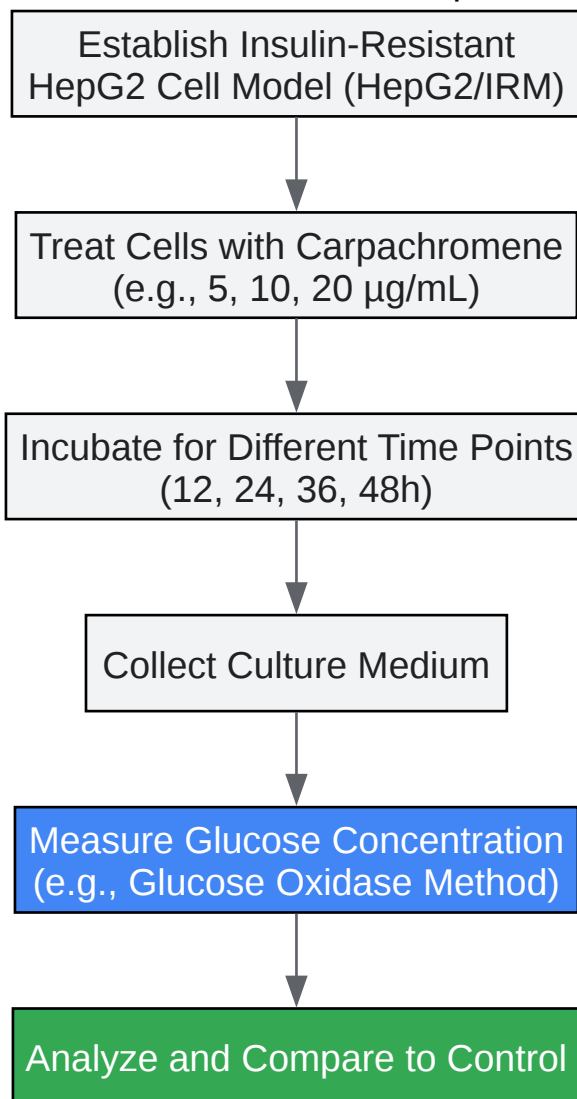 Establish Insulin-Resistant
HepG2 Cell Model (HepG2/IRM)
Treat Cells with Carpachromene
(e.g., 5, 10, 20 µg/mL)
Incubate for Different Time Points
(12, 24, 36, 48h)
Collect Culture Medium
Measure Glucose Concentration
(e.g., Glucose Oxidase Method)
Analyze and Compare to Control